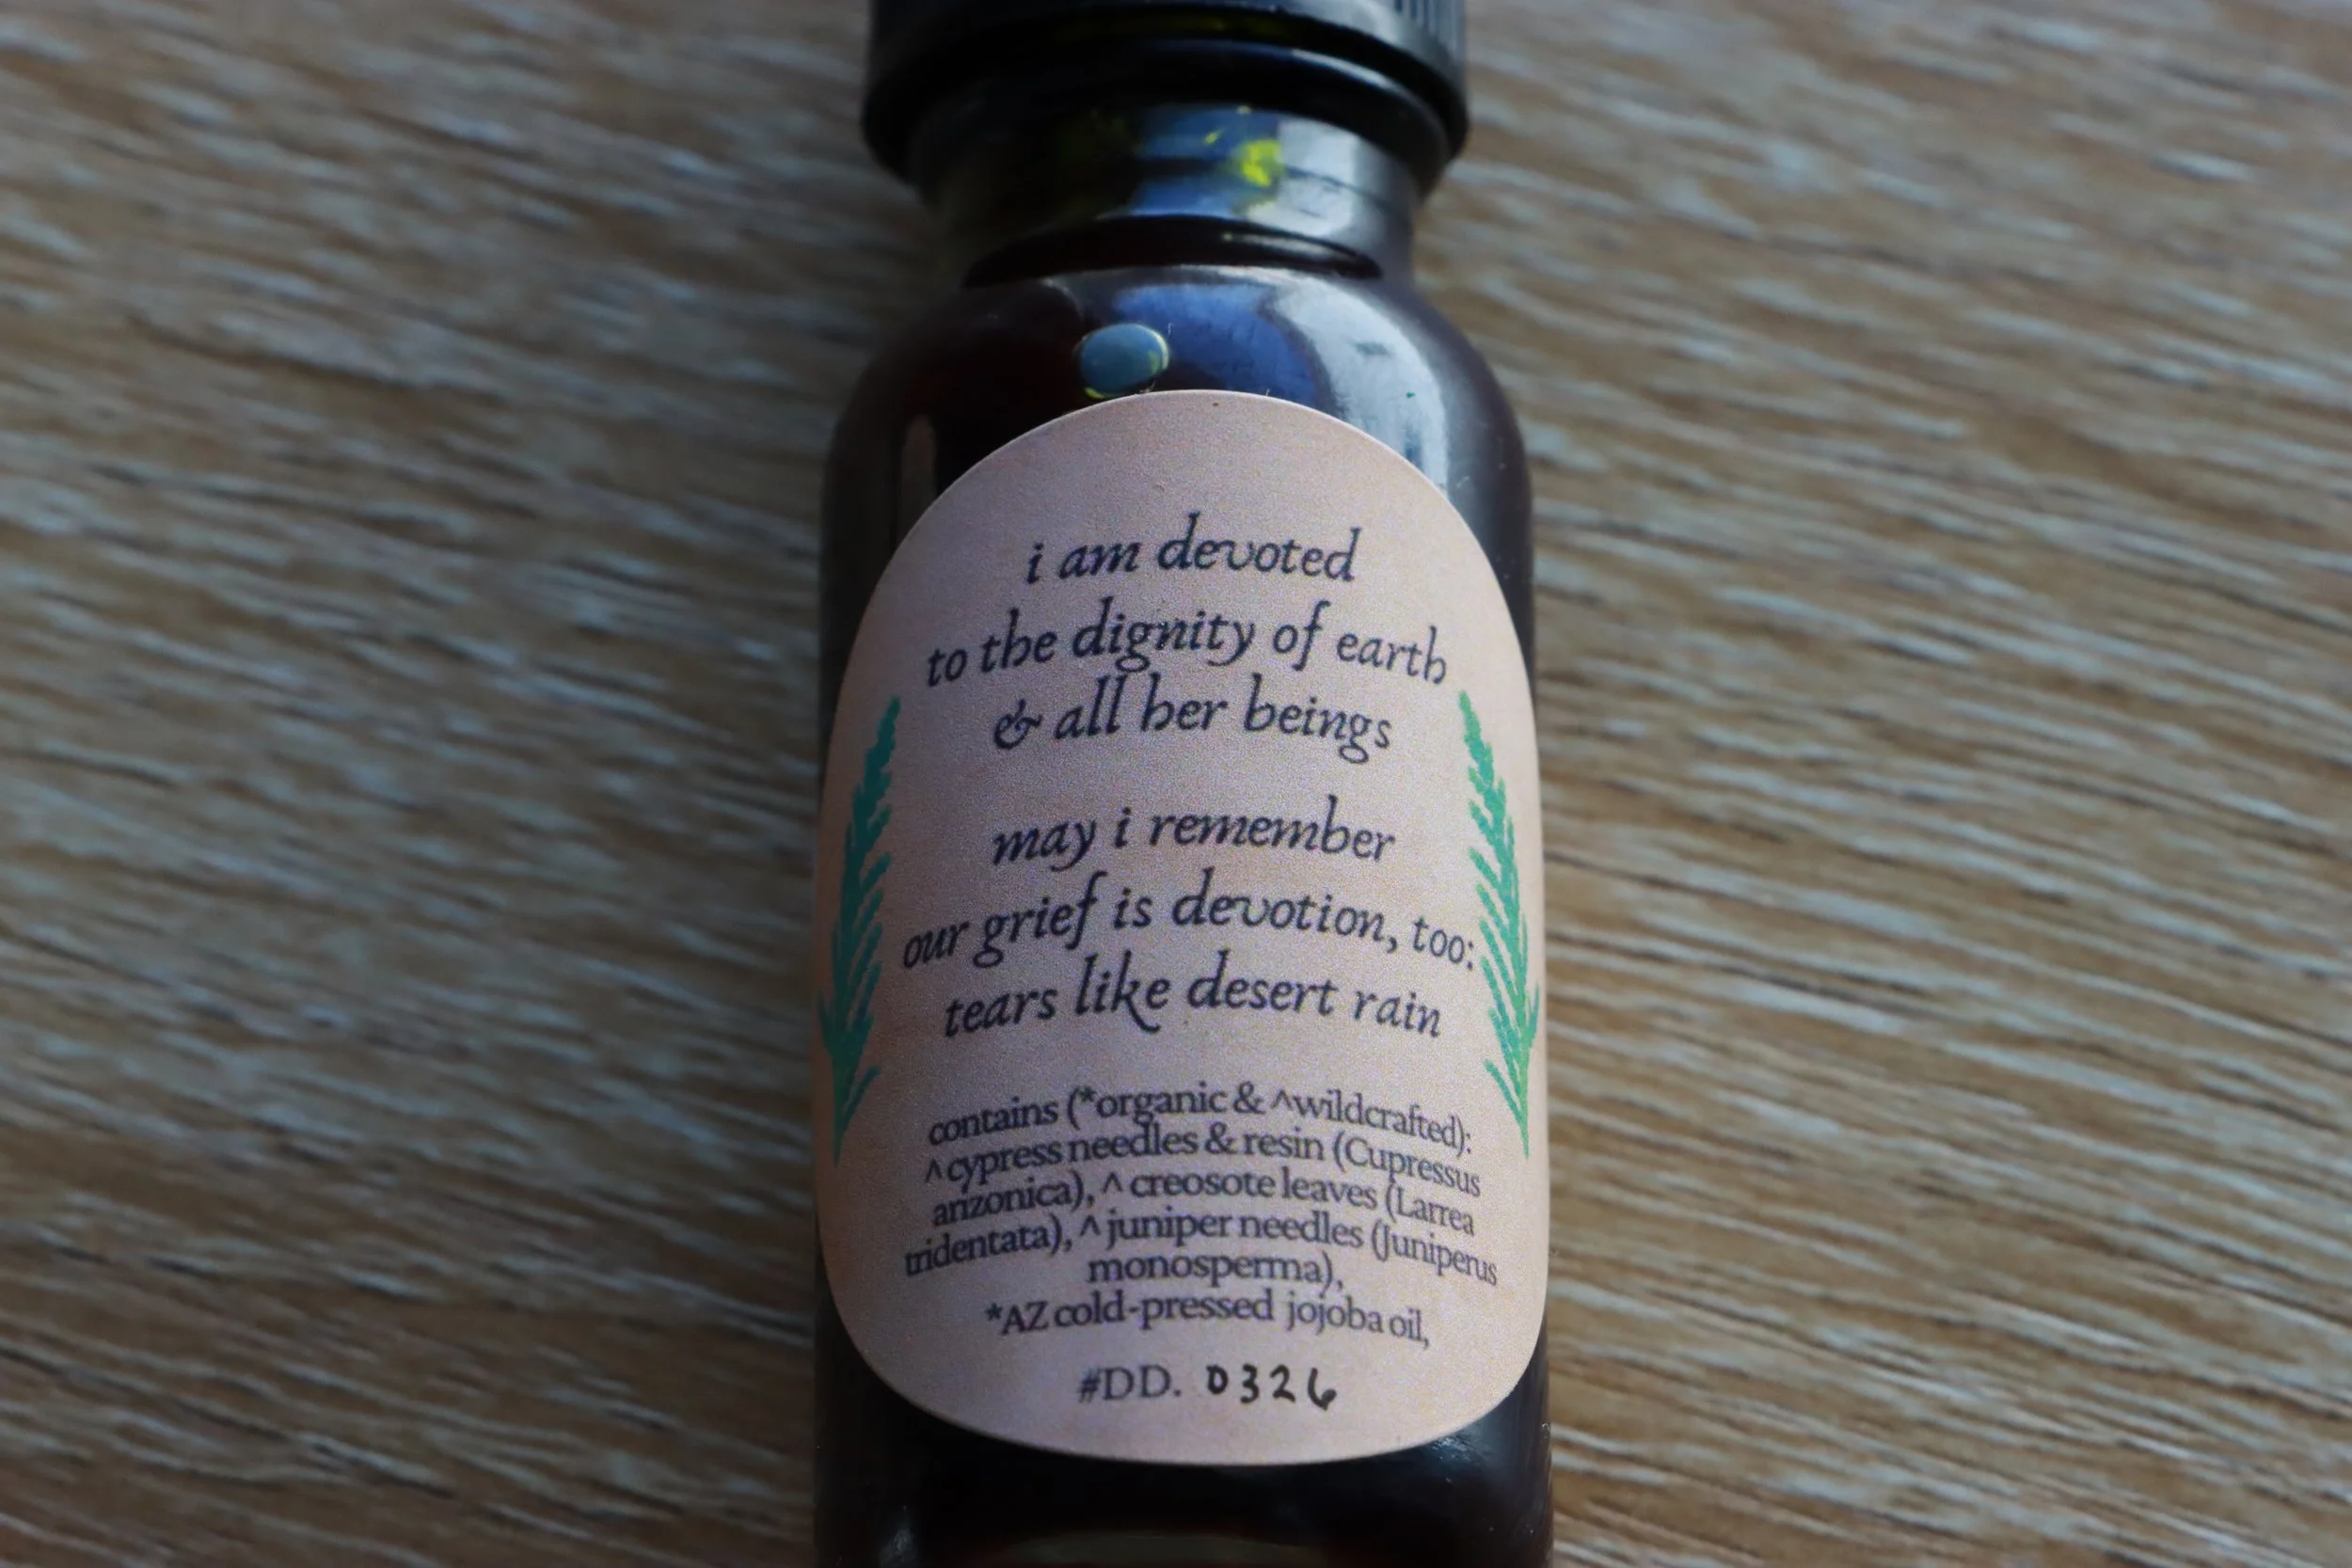 i am devoted
to the dignity of earth
& all her beings
may i remember
our grief is devotion, too:
tears like desert rain
contains (*organic & ^wildcrafted):
^cypress needles & resin (Cupressus
arizonica), ^creosote leaves (Larrea
tridentata), ^juniper needles (Juniperus
monosperma),
*AZ cold-pressed jojoba oil,
#DD. 0326